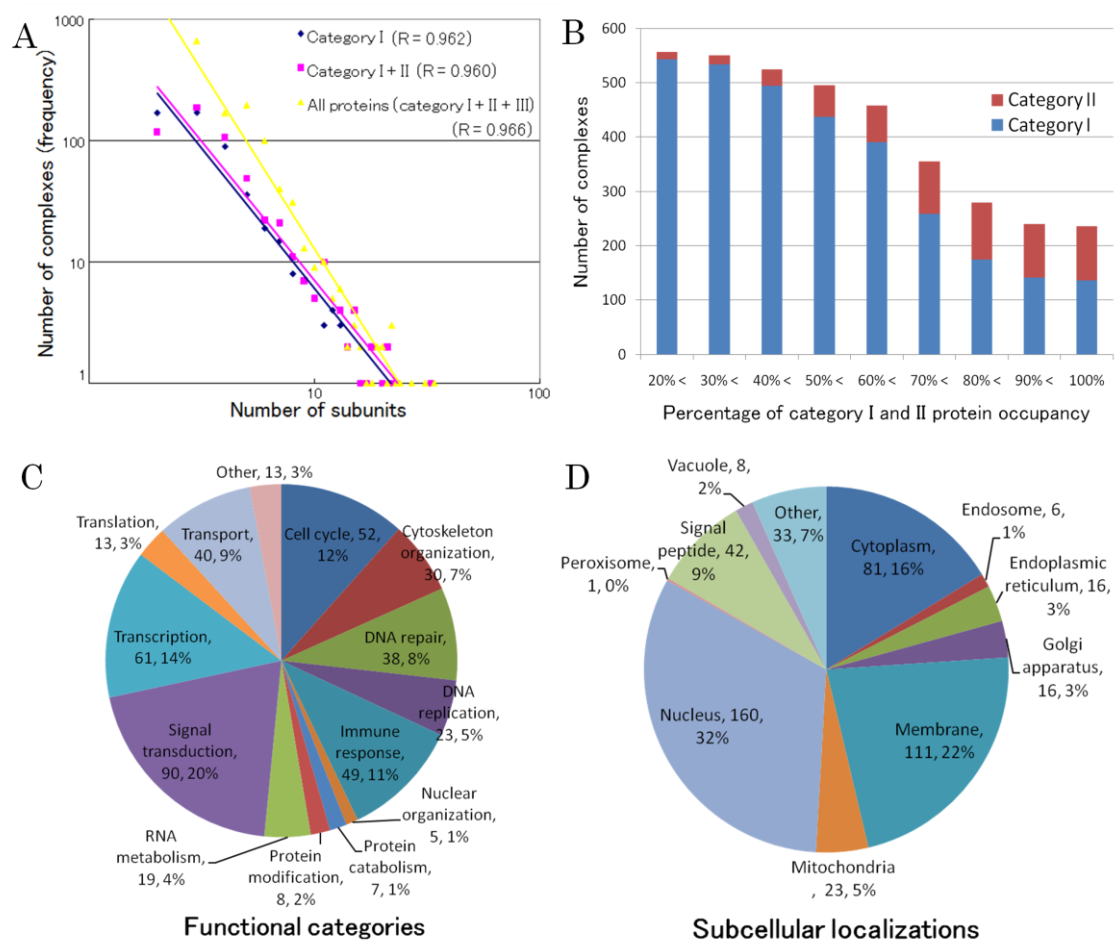 A
Number of complexes (frequency)
1000
100
10
1
10
100
Number of subunits
Category I (R = 0.962)
Category I + II (R = 0.960)
All proteins (category I + II + III)
(R = 0.966)
B
Number of complexes
600
500
400
300
200
100
0
Category II
Category I
20% < 30% < 40% < 50% < 60% < 70% < 80% < 90% < 100%
Percentage of category I and II protein occupancy
C
Other, 13, 3%
Cell cycle, 52,
12%
Cytoskeleton
organization,
30, 7%
DNA repair,
38, 8%
DNA
replication,
23, 5%
Immune
response,
49, 11%
Nuclear
organization,
5, 1%
Protein
catabolism,
7, 1%
Protein
modification,
8, 2%
RNA
metabolism,
19, 4%
Signal
transduction,
90, 20%
Transcription,
61, 14%
Translation,
13, 3%
Transport,
40, 9%
Functional categories
D
Cytoplasm,
81, 16%
Endosome, 6,
1%
Endoplasmic
reticulum, 16,
3%
Golgi
apparatus,
16, 3%
Membrane,
111, 22%
Mitochondria
, 23, 5%
Nucleus, 160,
32%
Peroxisome,
1, 0%
Signal
peptide, 42,
9%
Vacuole, 8,
2%
Other,
33, 7%
Subcellular localizations